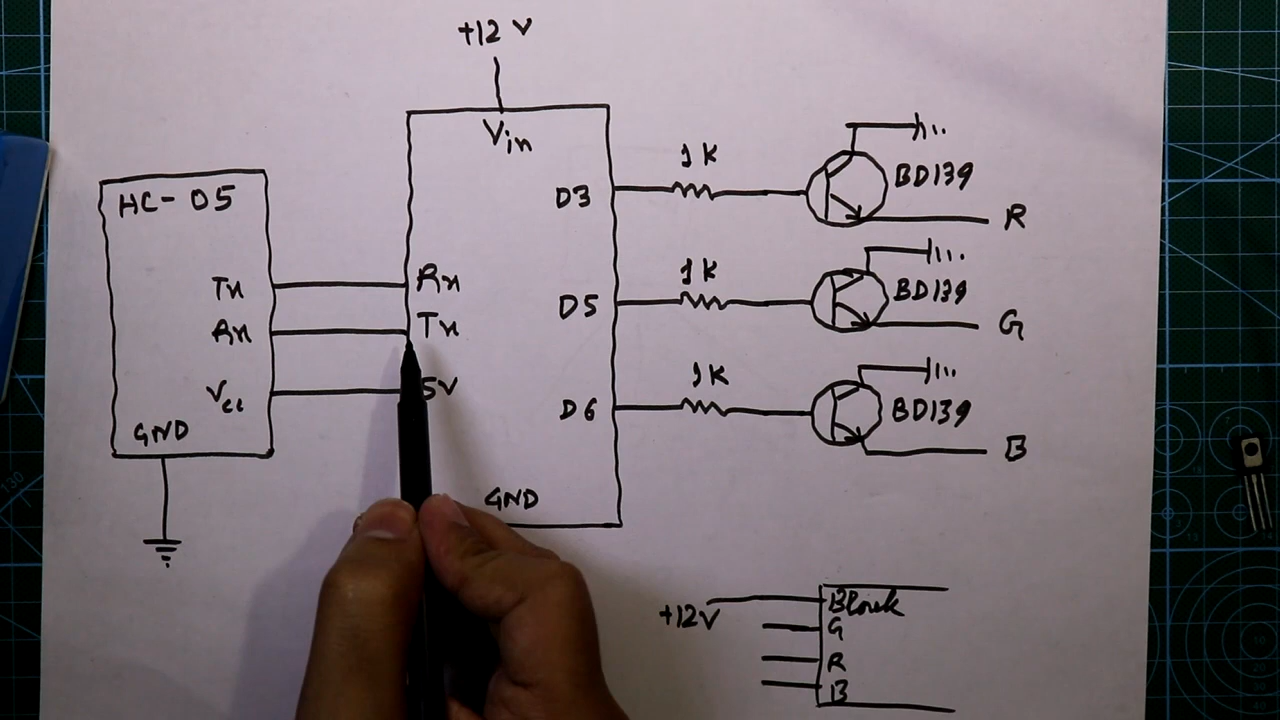 +12 V
Vin
HC-05
Tx
Rx
Vcc
GND
Rx
Tx
5V
GND
D3
D5
D6
1K
BD139
R
1K
BD139
G
1K
BD139
B
+12V
Black
G
R
B
130